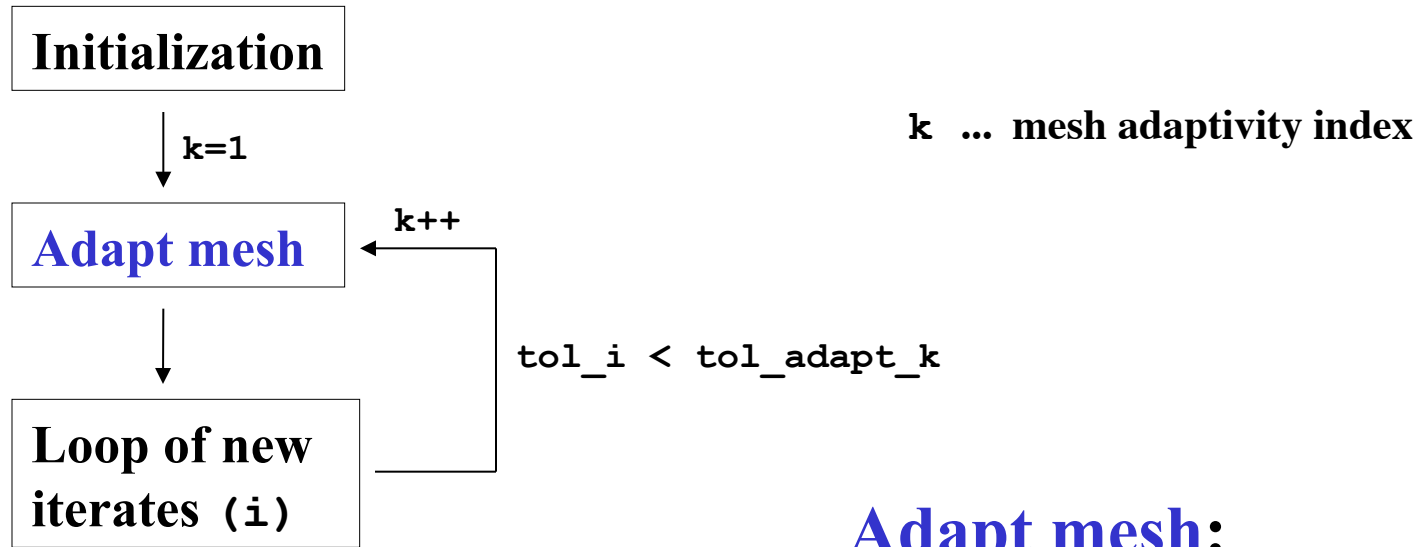 Initialization
k=1
k ... mesh adaptivity index
Adapt mesh
k++
tol_i < tol_adapt_k
Loop of new
iterates (i)
Adapt mesh: